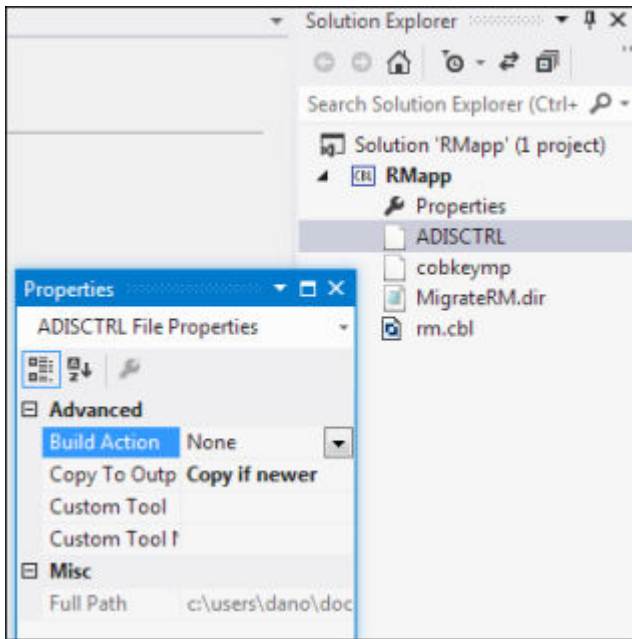 Solution Explorer
Search Solution Explorer (Ctrl+
Solution 'RMapp' (1 project)
CBL RMapp
Properties
ADISCTRL
cobkeymp
MigrateRM.dir
rm.cbl
Properties
ADISCTRL File Properties
Advanced
Build Action None
Copy To Outp Copy if newer
Custom Tool
Custom Tool N
Misc
Full Path c:\users\dano\doc